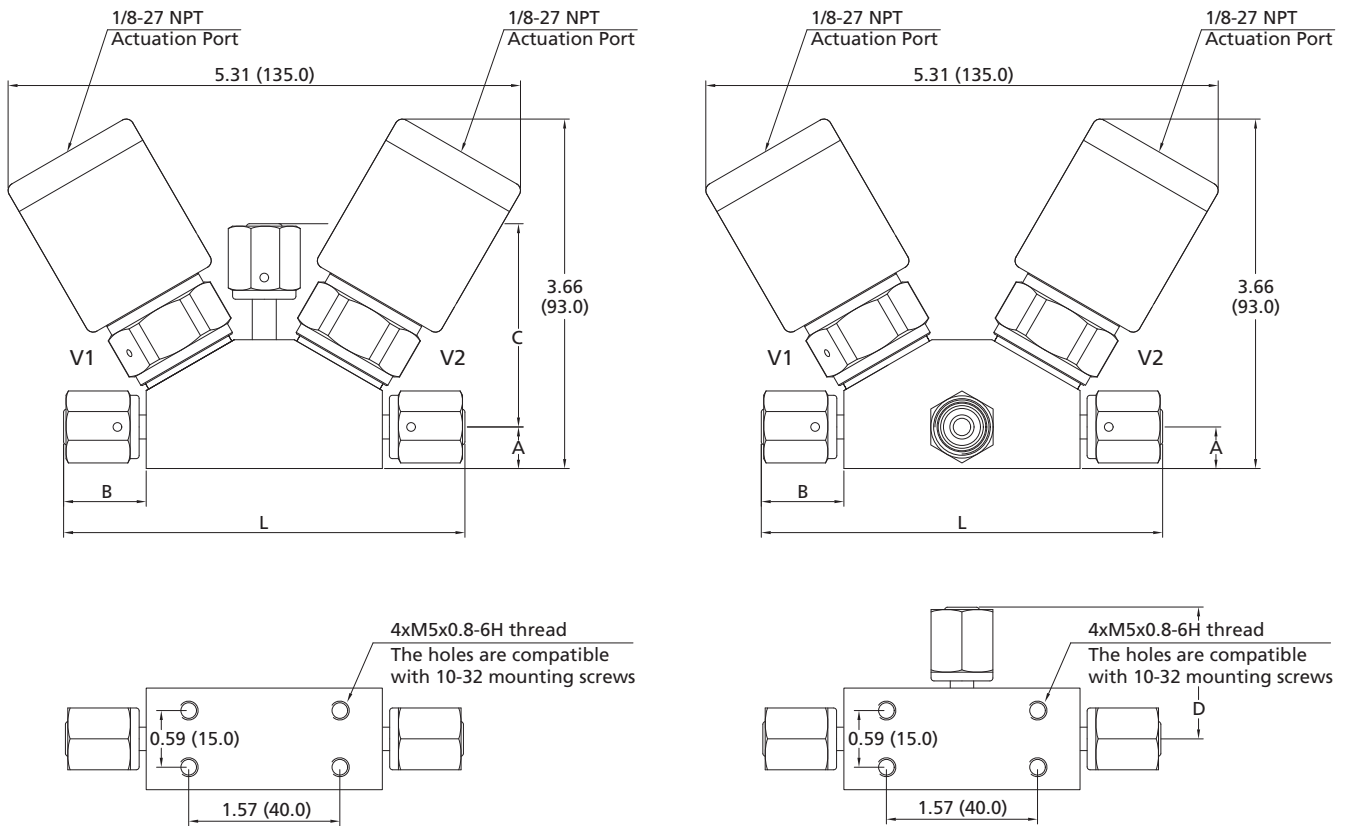 1/8-27 NPT
Actuation Port
1/8-27 NPT
Actuation Port
5.31 (135.0)
3.66
(93.0)
C
V1
V2
A
B
L
1/8-27 NPT
Actuation Port
1/8-27 NPT
Actuation Port
5.31 (135.0)
3.66
(93.0)
V1
V2
A
B
L
4xM5x0.8-6H thread
The holes are compatible
with 10-32 mounting screws
0.59 (15.0)
1.57 (40.0)
4xM5x0.8-6H thread
The holes are compatible
with 10-32 mounting screws
D
0.59 (15.0)
1.57 (40.0)